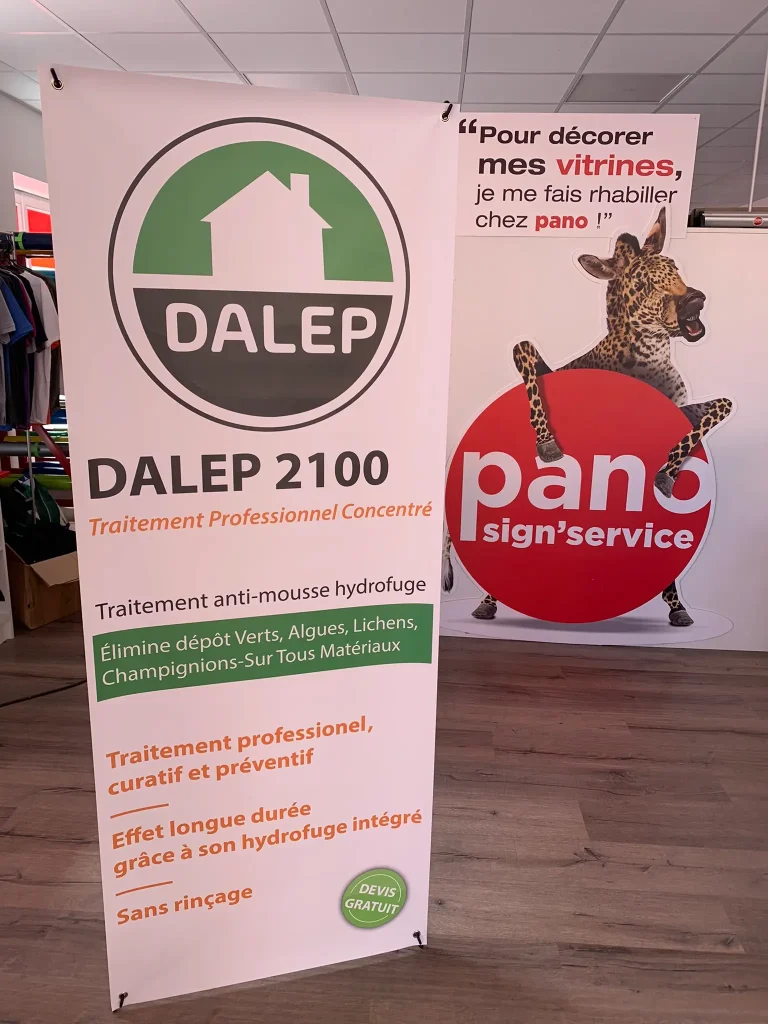 DALEP
DALEP 2100
Traitement Professionnel Concentré
Traitement anti-mousse hydrofuge
Élimine dépôt Verts, Algues, Lichens,
Champignions-Sur Tous Matériaux
Traitement professionel,
curatif et préventif
Effet longue durée
grâce à son hydrofuge intégré
Sans rinçage
DEVIS
GRATUIT
“Pour décorer
mes vitrines,
je me fais rhabiller
chez pano !”
pano
sign’service